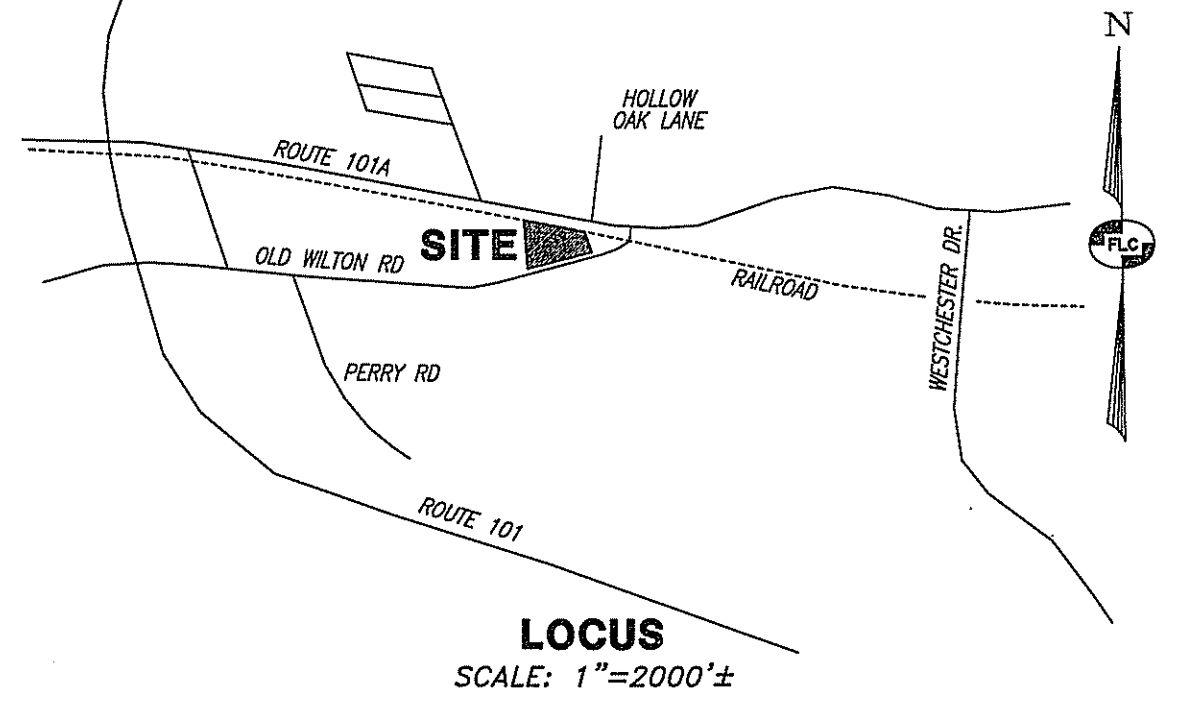 N
HOLLOW
OAK LANE
ROUTE 101A
SITE
OLD WILTON RD
FLC
RAILROAD
WESTCHESTER DR.
PERRY RD
ROUTE 101
LOCUS
SCALE: 1"=2000'±